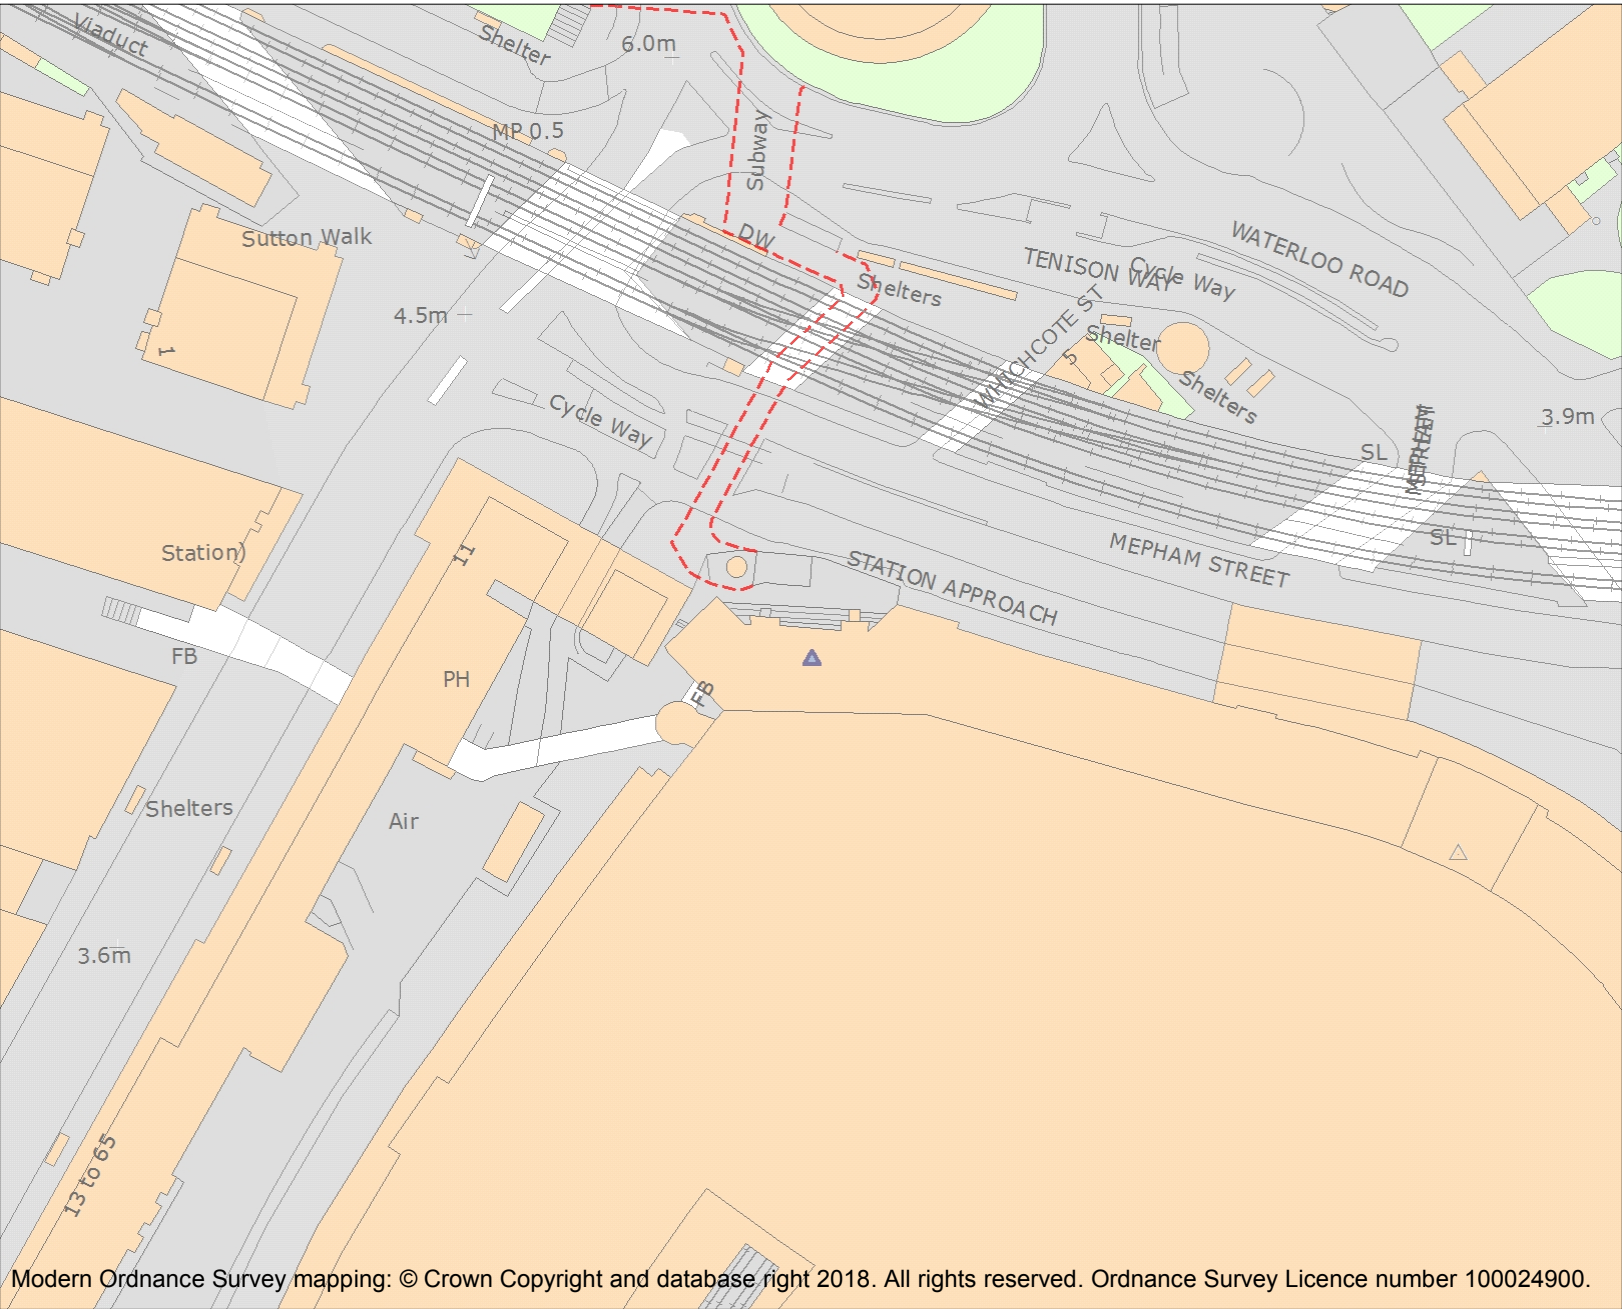 Viaduct
Shelter
6.0m
MP 0.5
Subway
Sutton Walk
DW
WATERLOO ROAD
TENISON WAY
Cycle Way
Shelters
4.5m
WHICHCOTE ST
Shelter
5
1
Shelters
Cycle Way
3.9m
SL
SL
11
Station)
MEPHAM STREET
STATION APPROACH
FB
PH
FB
Shelters
Air
3.6m
13 to 65
Modern Ordnance Survey mapping: © Crown Copyright and database right 2018. All rights reserved. Ordnance Survey Licence number 100024900.